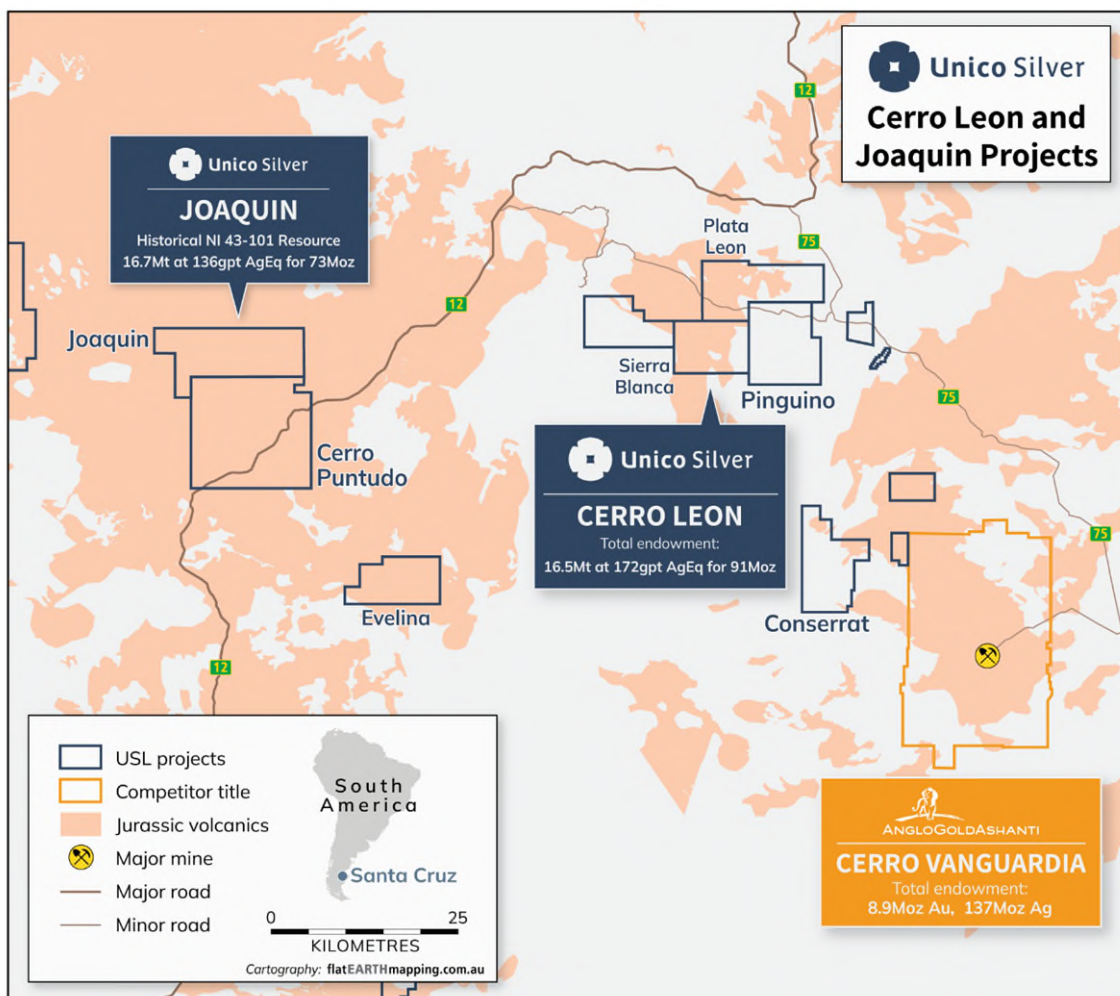 Unico Silver
Cerro Leon and
Joaquin Projects
12
Unico Silver
JOAQUIN
Historical NI 43-101 Resource
16.7Mt at 136gpt AgEq for 73Moz
Plata
Leon
75
12
Joaquin
Sierra
Blanca
Pinguino
75
Cerro
Puntudo
Unico Silver
CERRO LEON
Total endowment:
16.5Mt at 172gpt AgEq for 91Moz
75
Evelina
Conserrat
12
USL projects
Competitor title
Jurassic volcanics
Major mine
Major road
Minor road
South
America
Santa Cruz
0 25
KILOMETRES
Cartography: flatEARTHmapping.com.au
ANGLOGOLDASHANTI
CERRO VANGUARDIA
Total endowment:
8.9Moz Au, 137Moz Ag